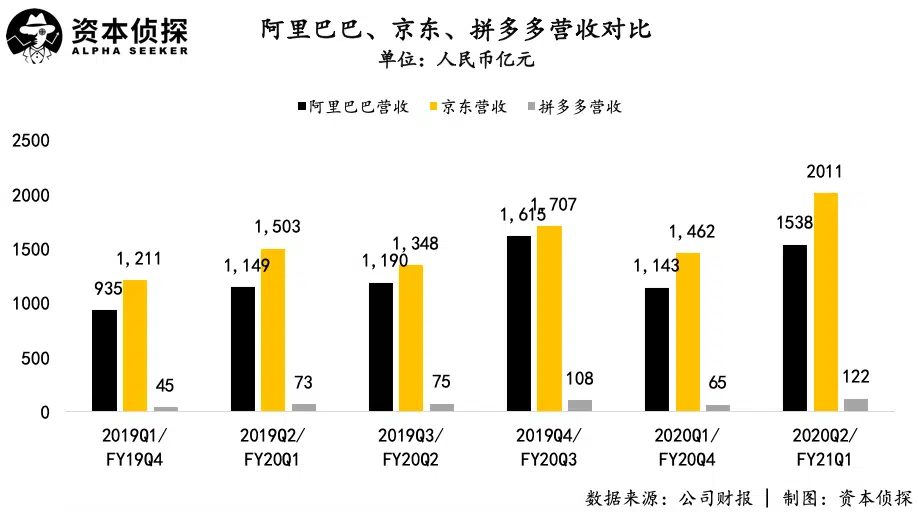 资本侦探
ALPHA SEEKER
阿里巴巴、京东、拼多多营收对比
单位：人民币亿元
阿里巴巴营收 京东营收 拼多多营收
2500
2000
1500
1000
500
0
935 1,211 45
1,149 1,503 73
1,190 1,348 75
1,615 1,707 108
1,143 1,462 65
1538 2011 122
2019Q1/ 2019Q2/ 2019Q3/ 2019Q4/ 2020Q1/ 2020Q2/
FY19Q4 FY20Q1 FY20Q2 FY20Q3 FY20Q4 FY21Q1
数据来源：公司财报 | 制图：资本侦探